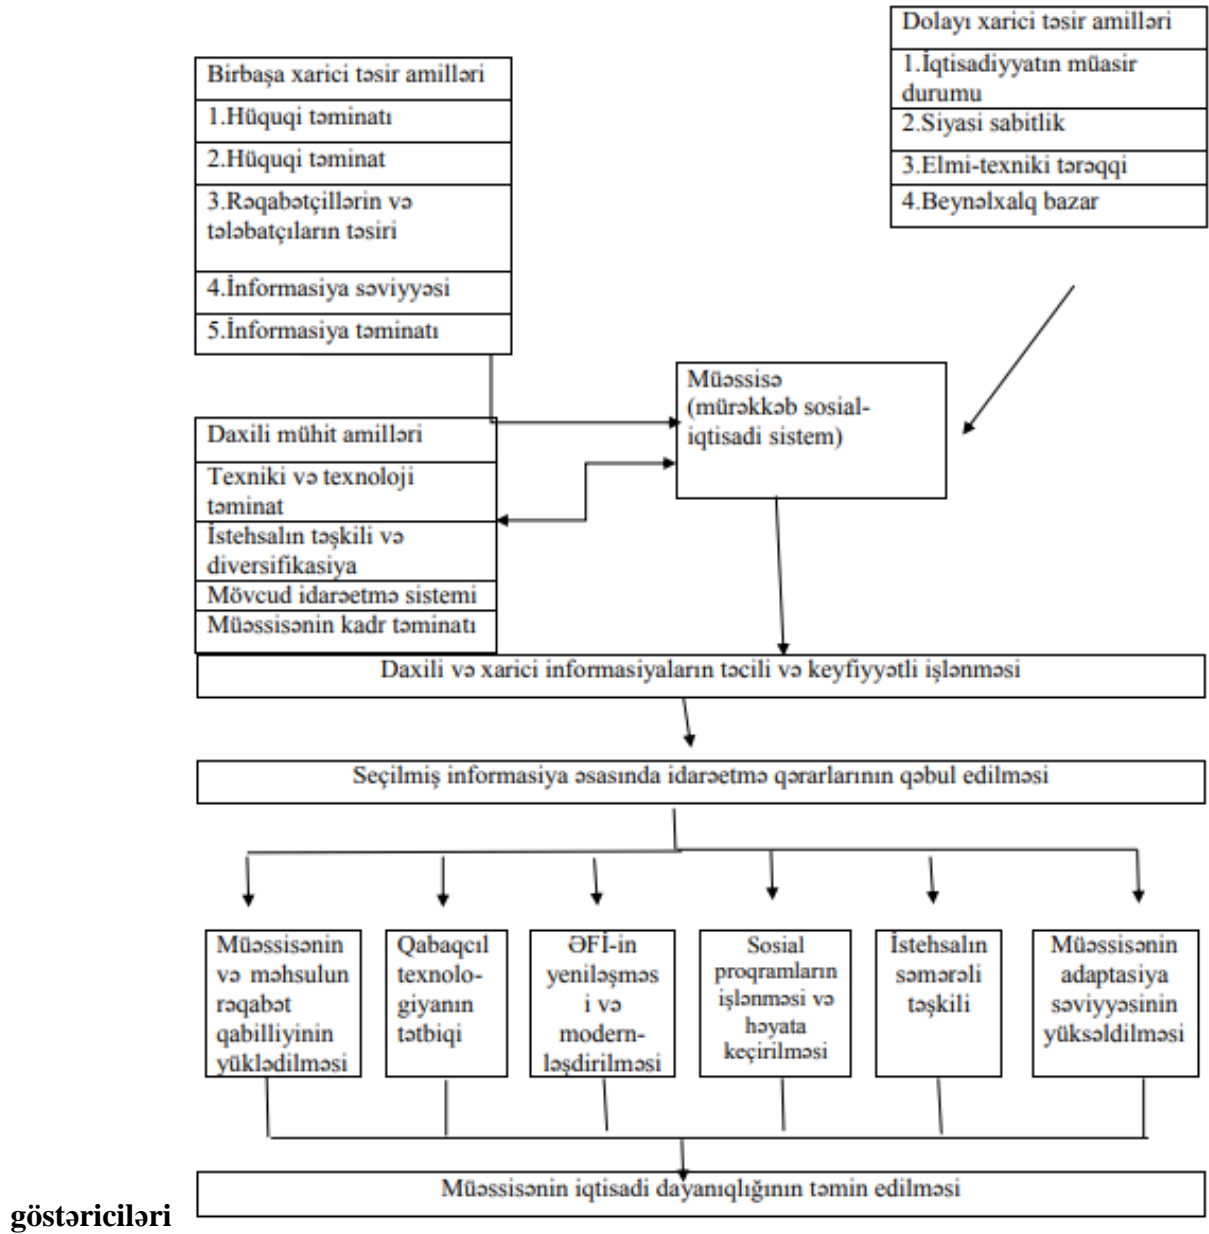 Dolayı xarici təsir amilləri
1.İqtisadiyyatın müasir
durumu
2.Siyasi sabitlik
3.Elmi-texniki tərəqqi
4.Beynəlxalq bazar
Birbaşa xarici təsir amilləri
1.Hüquqi təminatı
2.Hüquqi təminat
3.Rəqabətçillərin və
tələbatçıların təsiri
4.İnformasiya səviyyəsi
5.İnformasiya təminatı
Müəssisə
(mürəkkəb sosial-
iqtisadi sistem)
Daxili mühit amilləri
Texniki və texnoloji
təminat
İstehsalın təşkili və
diversifikasiya
Mövcud idarəetmə sistemi
Müəssisənin kadr təminatı
Daxili və xarici informasiyaların təcili və keyfiyyətli işlənməsi
Seçilmiş informasiya əsasında idarəetmə qərarlarının qəbul edilməsi
Müəssisənin
və məhsulun
rəqabət
qabilliyinin
yüklədilməsi
Qabaqcıl
texnolo-
giyanın
tətbiqi
ƏFİ-in
yeniləşməs
i və
modern-
ləşdirilməsi
Sosial
proqramların
işlənməsi və
həyata
keçirilməsi
İstehsalın
səmərəli
təşkili
Müəssisənin
adaptasiya
səviyyəsinin
yüksəldilməsi
Müəssisənin iqtisadi dayanıqlığının təmin edilməsi
göstəriciləri